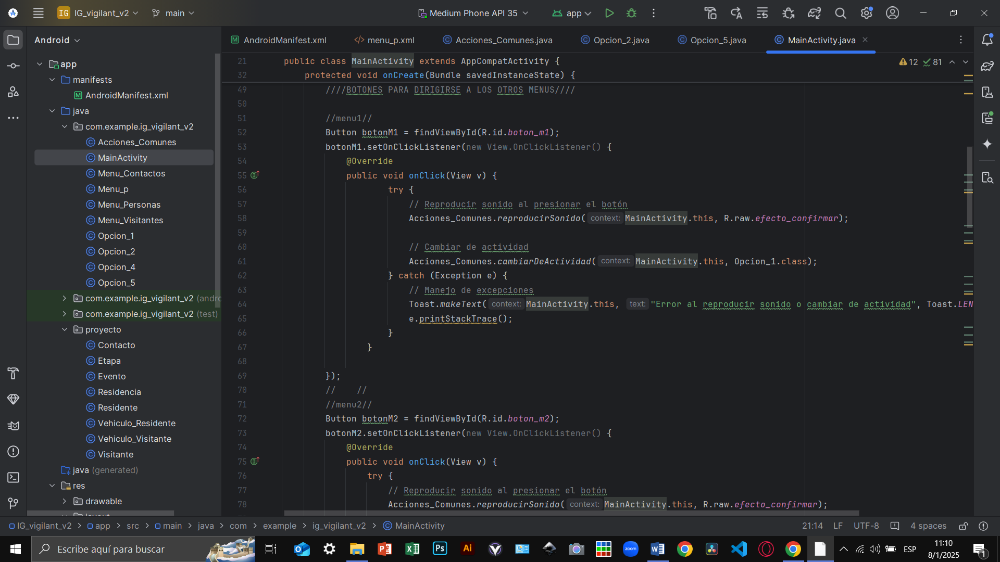 IG IG_vigilant_v2 main Medium Phone API 35 app
Android
AndroidManifest.xml menu_p.xml Acciones_Comunes.java Opcion_2.java Opcion_5.java MainActivity.java
app
manifests
AndroidManifest.xml
java
com.example.ig_vigilant_v2
Acciones_Comunes
MainActivity
Menu_Contactos
Menu_p
Menu_Personas
Menu_Visitantes
Opcion_1
Opcion_2
Opcion_4
Opcion_5
com.example.ig_vigilant_v2 (andro
com.example.ig_vigilant_v2 (test)
proyecto
Contacto
Etapa
Evento
Residencia
Residente
Vehiculo_Residente
Vehiculo_Visitante
Visitante
java (generated)
res
drawable
layout
12 81
21 public class MainActivity extends AppCompatActivity {
32 protected void onCreate(Bundle savedInstanceState) {
49 ////BOTONES PARA DIRIGIRSE A LOS OTROS MENUS////
50
51 //menu1//
52 Button botonM1 = findViewById(R.id.boton_m1);
53 botonM1.setOnClickListener(new View.OnClickListener() {
54 @Override
55 public void onClick(View v) {
56 try {
57 // Reproducir sonido al presionar el botón
58 Acciones_Comunes.reproducirSonido( context: MainActivity.this, R.raw.efecto_confirmar);
59
60 // Cambiar de actividad
61 Acciones_Comunes.cambiarDeActividad( context: MainActivity.this, Opcion_1.class);
62 } catch (Exception e) {
63 // Manejo de excepciones
64 Toast.makeText( context: MainActivity.this, text: "Error al reproducir sonido o cambiar de actividad", Toast.LEN
65 e.printStackTrace();
66 }
67 }
68
69 });
70 // //
71 //menu2//
72 Button botonM2 = findViewById(R.id.boton_m2);
73 botonM2.setOnClickListener(new View.OnClickListener() {
74 @Override
75 public void onClick(View v) {
76 try {
77 // Reproducir sonido al presionar el botón
78 Acciones_Comunes.reproducirSonido( context: MainActivity.this, R.raw.efecto_confirmar);
IG_vigilant_v2 > app > src > main > java > com > example > ig_vigilant_v2 > MainActivity 21:14 LF UTF-8 4 spaces
Escribe aquí para buscar
Ps
Ai
zoom
ESP
11:10
8/1/2025
1